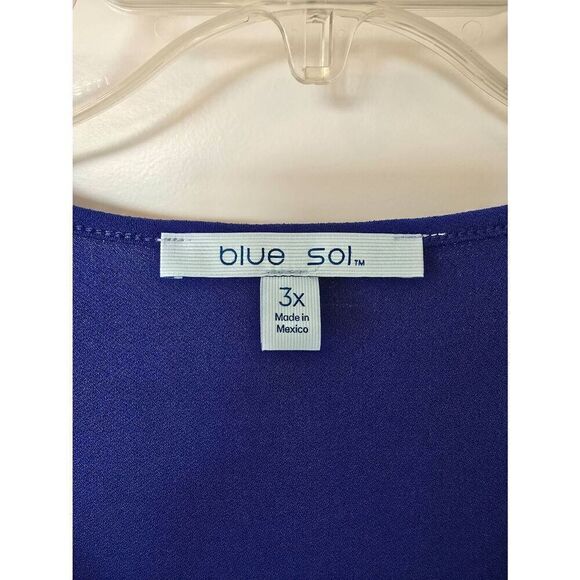 blue sol™
3x
Made in
Mexico